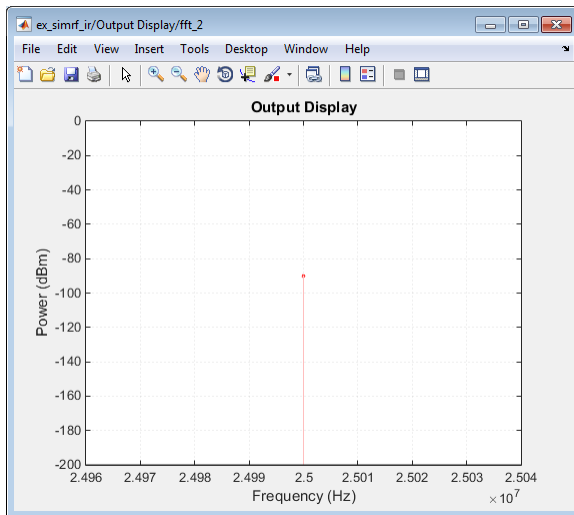 ex_simrf_ir/Output Display/fft_2
File Edit View Insert Tools Desktop Window Help
Output Display
0
-20
-40
-60
-80
-100
-120
-140
-160
-180
-200
Power (dBm)
2.496 2.497 2.498 2.499 2.5 2.501 2.502 2.503 2.504
Frequency (Hz)
×10^7